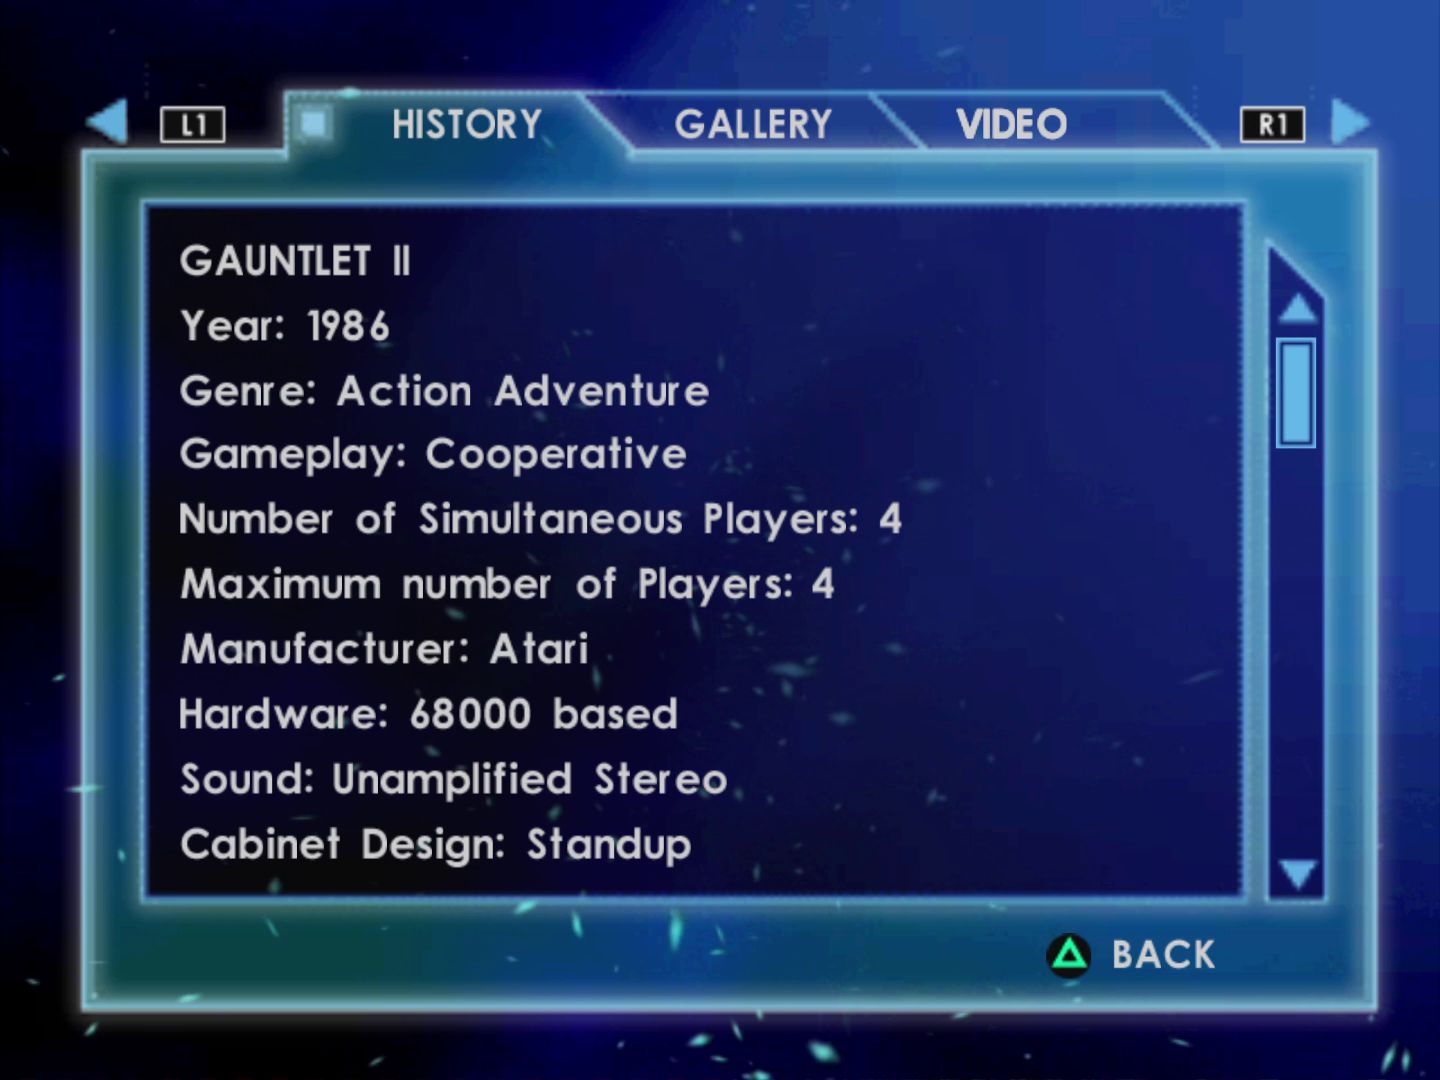 L1 HISTORY GALLERY VIDEO R1
GAUNTLET II
Year: 1986
Genre: Action Adventure
Gameplay: Cooperative
Number of Simultaneous Players: 4
Maximum number of Players: 4
Manufacturer: Atari
Hardware: 68000 based
Sound: Unamplified Stereo
Cabinet Design: Standup
BACK